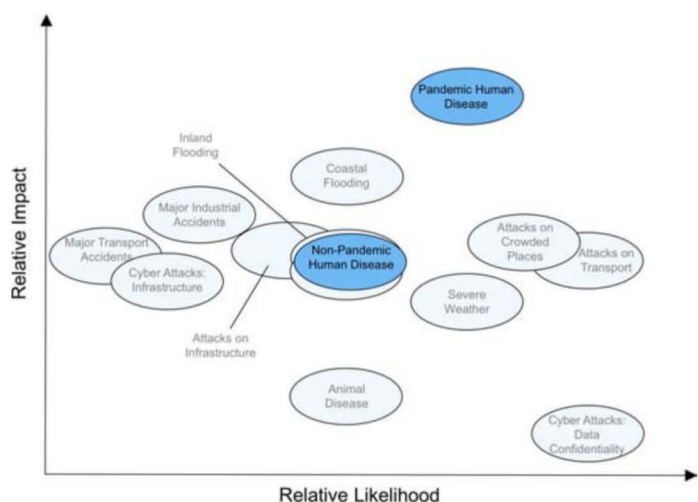 Pandemic Human
Disease
Inland
Flooding
Coastal
Flooding
Major Industrial
Accidents
Major Transport
Accidents
Cyber Attacks:
Infrastructure
Non-Pandemic
Human Disease
Attacks on
Crowded
Places
Attacks on
Transport
Severe
Weather
Attacks on
Infrastructure
Animal
Disease
Cyber Attacks:
Data
Confidentiality
Relative Impact
Relative Likelihood